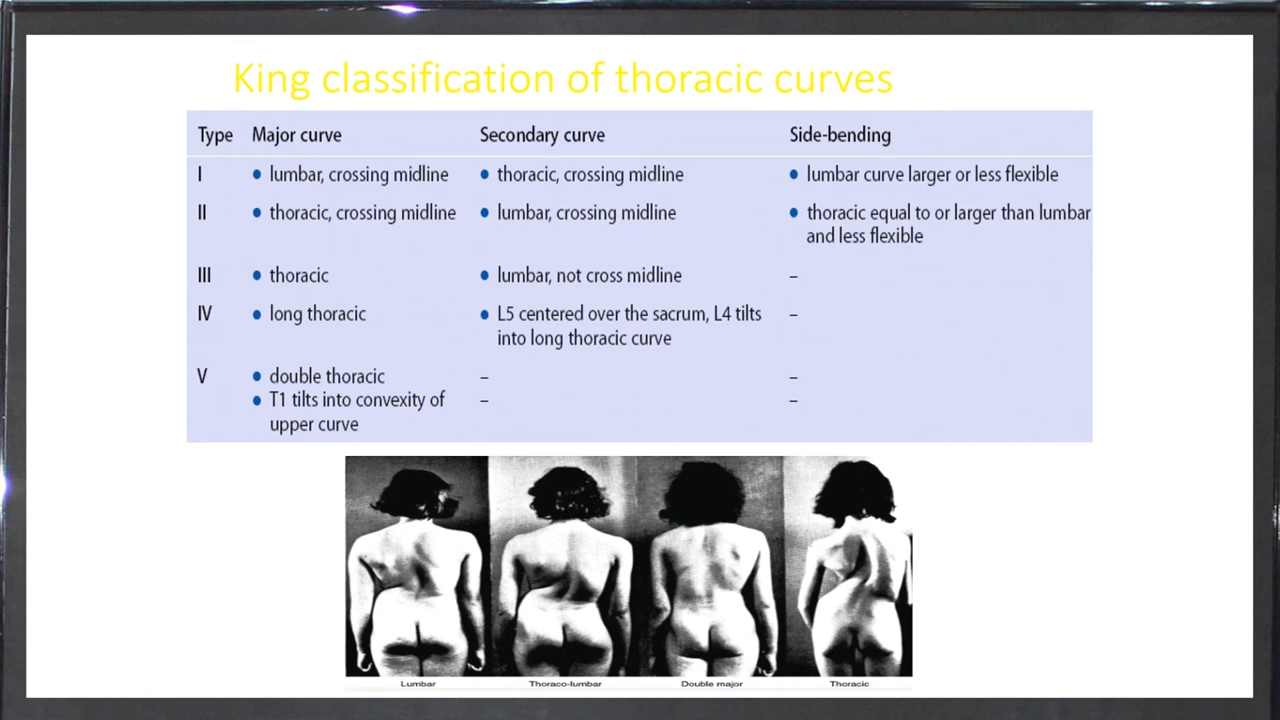 King classification of thoracic curves
Type Major curve Secondary curve Side-bending
I • lumbar, crossing midline • thoracic, crossing midline • lumbar curve larger or less flexible
II • thoracic, crossing midline • lumbar, crossing midline • thoracic equal to or larger than lumbar
and less flexible
III • thoracic • lumbar, not cross midline –
IV • long thoracic • L5 centered over the sacrum, L4 tilts –
into long thoracic curve
V • double thoracic – –
• T1 tilts into convexity of – –
upper curve
Lumbar Thoraco-lumbar Double major Thoracic